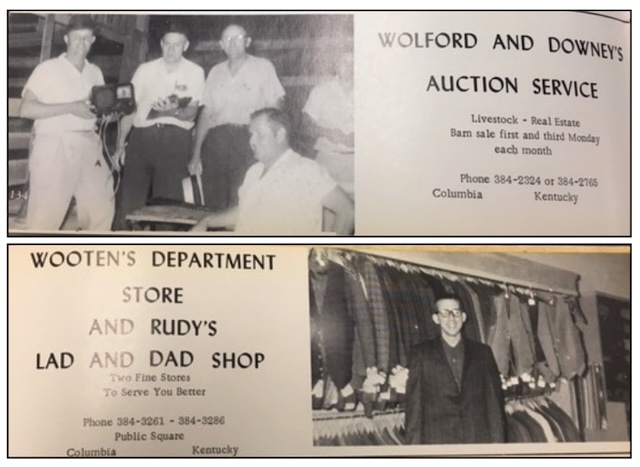 WOLFORD AND DOWNEY'S
AUCTION SERVICE
Livestock - Real Estate
Barn sale first and third Monday
each month
Phone 384-2324 or 384-2765
Columbia Kentucky
134
WOOTEN'S DEPARTMENT
STORE
AND RUDY'S
LAD AND DAD SHOP
Two Fine Stores
To Serve You Better
Phone 384-3261 - 384-3286
Public Square
Columbia Kentucky